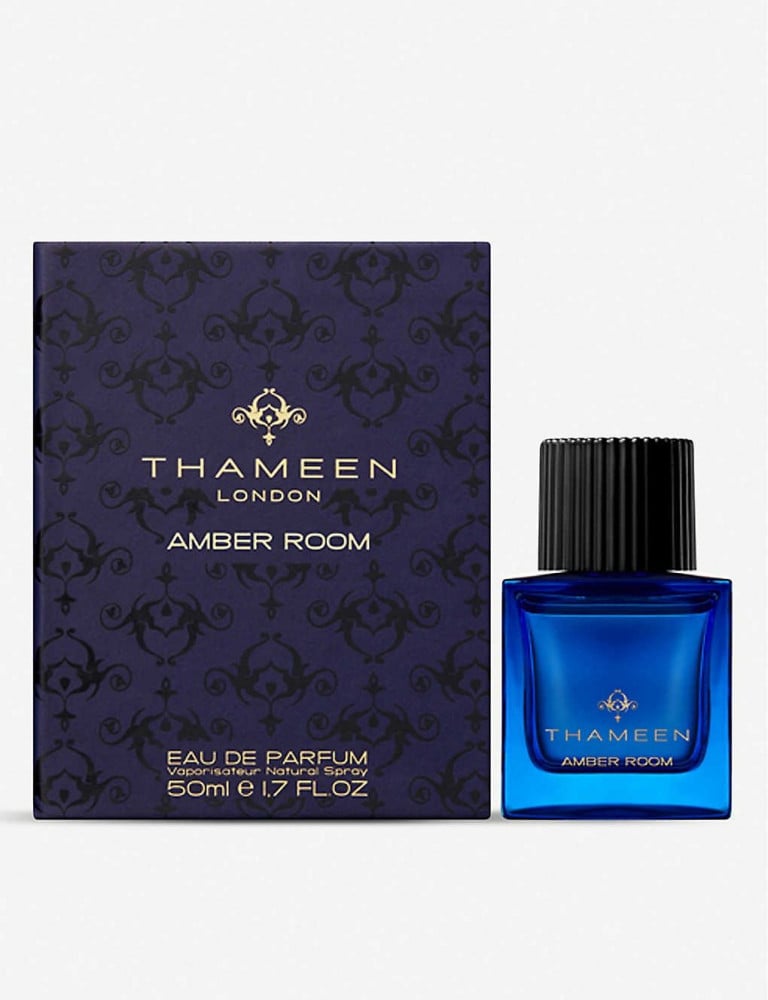 THAMEEN
LONDON
AMBER ROOM
EAU DE PARFUM
Vaporisateur Natural Spray
50ml e 1.7 FL.OZ
THAMEEN
AMBER ROOM